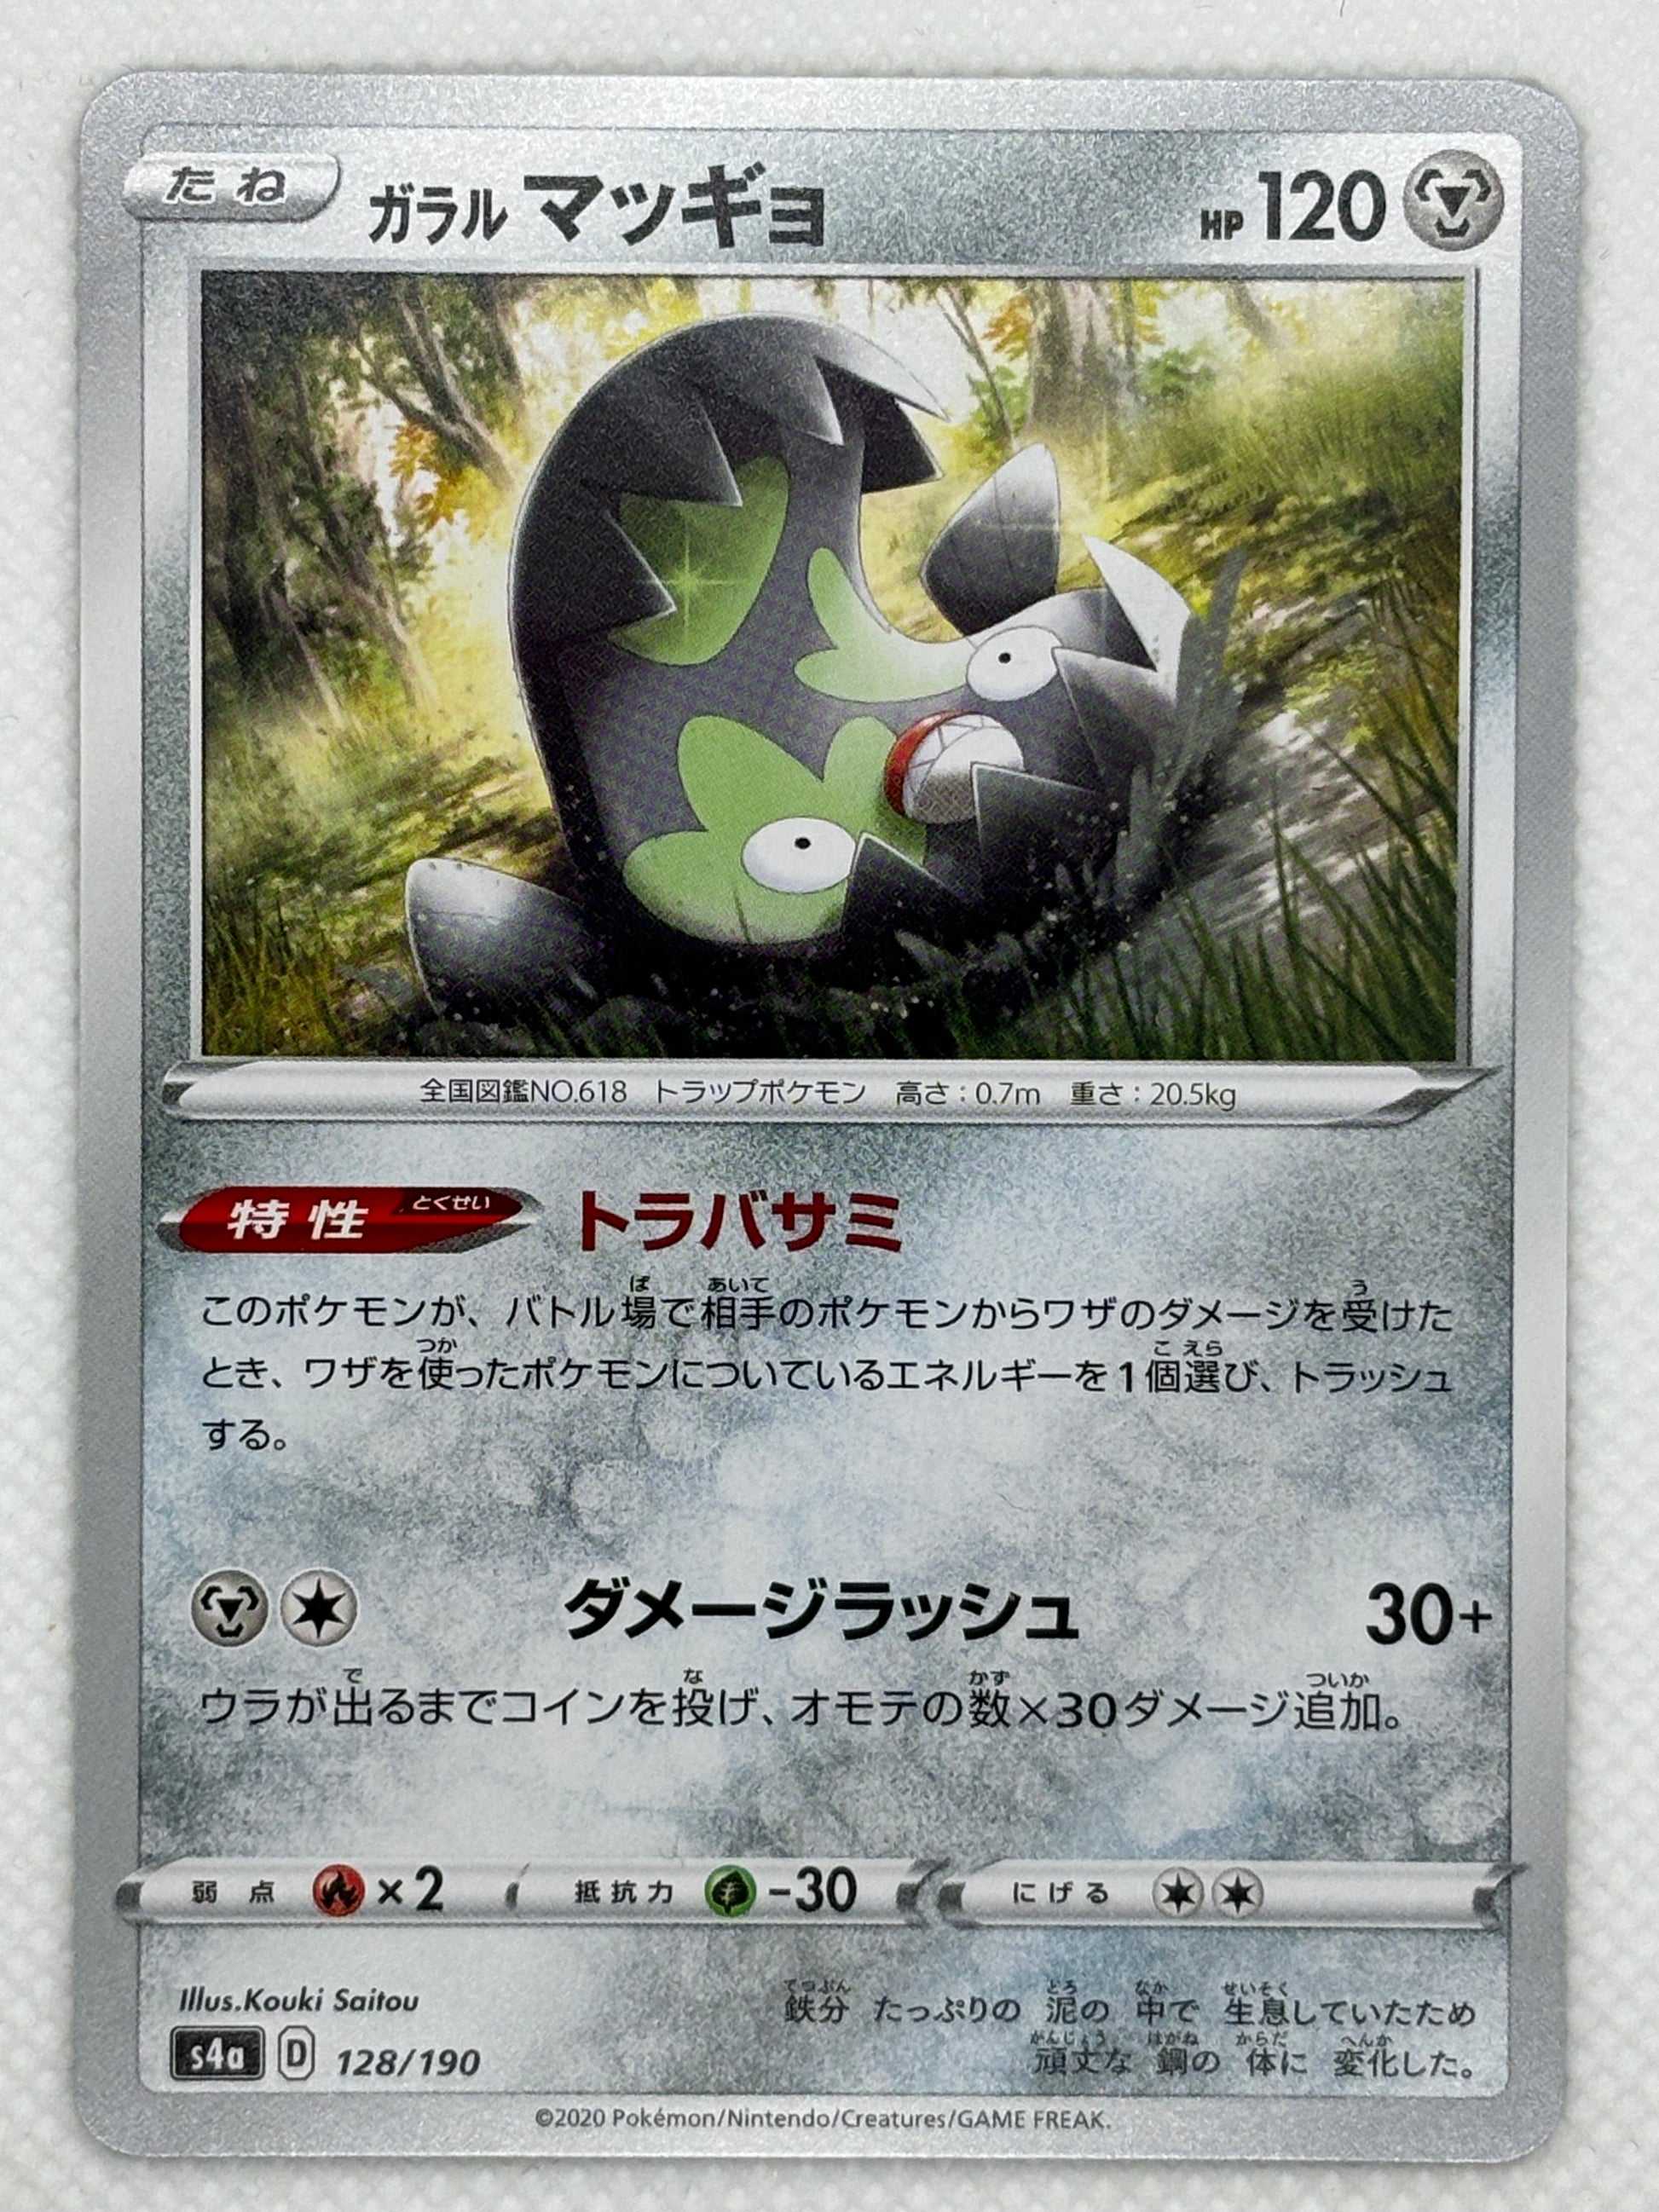 たね ガラル マッギョ HP 120
全国図鑑NO.618 トラップポケモン 高さ:0.7m 重さ:20.5kg
特性 とくせい トラバサミ
このポケモンが、バトル場で相手のポケモンからワザのダメージを受けた
とき、ワザを使ったポケモンについているエネルギーを1個選び、トラッシュ
する。
ダメージラッシュ 30+
ウラが出るまでコインを投げ、オモテの数×30ダメージ追加。
弱点 ×2 抵抗力 -30 にげる
Illus.Kouki Saitou
鉄分 たっぷりの 泥の 中で 生息していたため
頑丈な 鋼の 体に 変化した。
s4a D 128/190
©2020 Pokémon/Nintendo/Creatures/GAME FREAK.